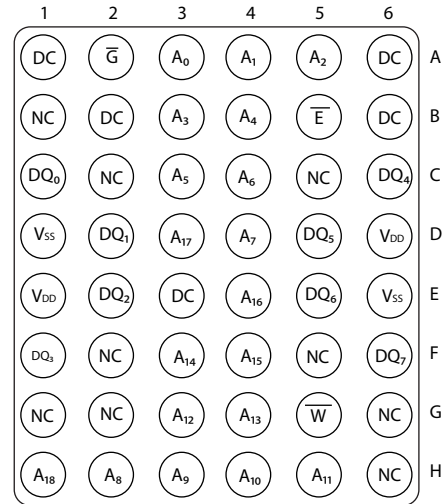 1 2 3 4 5 6
DC G̅ A₀ A₁ A₂ DC A
NC DC A₃ A₄ E̅ DC B
DQ₀ NC A₅ A₆ NC DQ₄ C
Vss DQ₁ A₁₇ A₇ DQ₅ VDD D
VDD DQ₂ DC A₁₆ DQ₆ Vss E
DQ₃ NC A₁₄ A₁₅ NC DQ₇ F
NC NC A₁₂ A₁₃ W̅ NC G
A₁₈ A₈ A₉ A₁₀ A₁₁ NC H